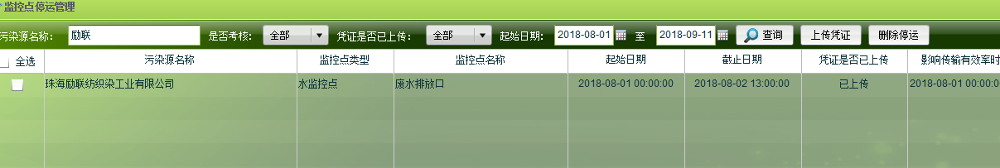 监控点停运管理
污染源名称: 励联 是否考核: 全部 凭证是否已上传: 全部 起始日期: 2018-08-01 至 2018-09-11 查询 上传凭证 删除停运
全选 污染源名称 监控点类型 监控点名称 起始日期 截止日期 凭证是否已上传 影响传输有效率时
珠海励联纺织染工业有限公司 水监控点 废水排放口 2018-08-01 00:00:00 2018-08-02 13:00:00 已上传 2018-08-01 00:00:0